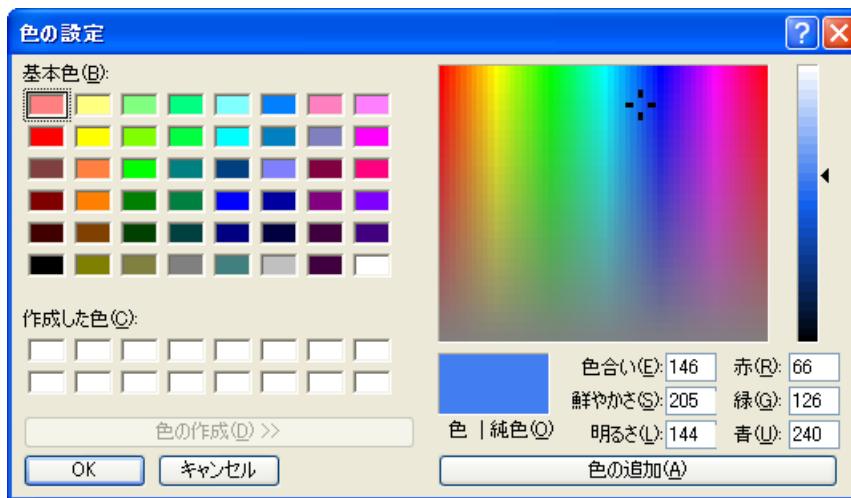 色の設定
基本色(B):
作成した色(C):
色の作成(D) >>
OK
キャンセル
色合い(E): 146
赤(R): 66
鮮やかさ(S): 205
緑(G): 126
色 | 純色(O)
明るさ(L): 144
青(U): 240
色の追加(A)